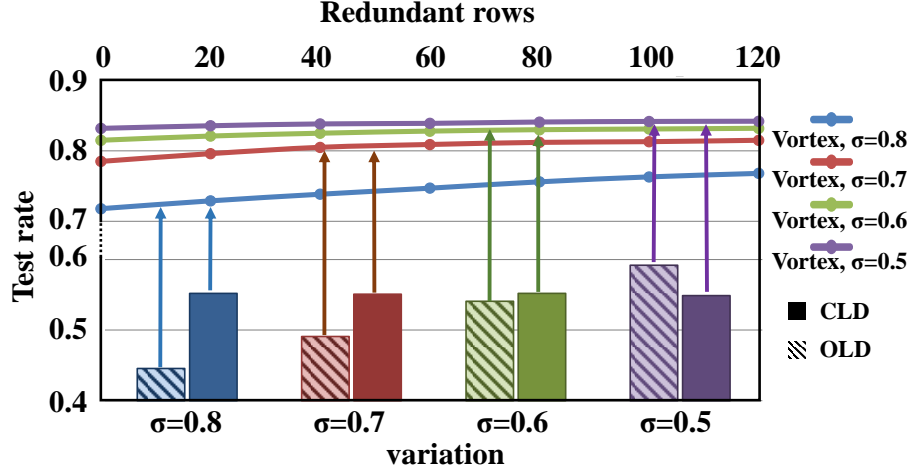 Redundant rows
0 20 40 60 80 100 120
0.9
0.8
0.7
0.6
0.5
0.4
Test rate
Vortex, σ=0.8
Vortex, σ=0.7
Vortex, σ=0.6
Vortex, σ=0.5
CLD
OLD
σ=0.8 σ=0.7 σ=0.6 σ=0.5
variation